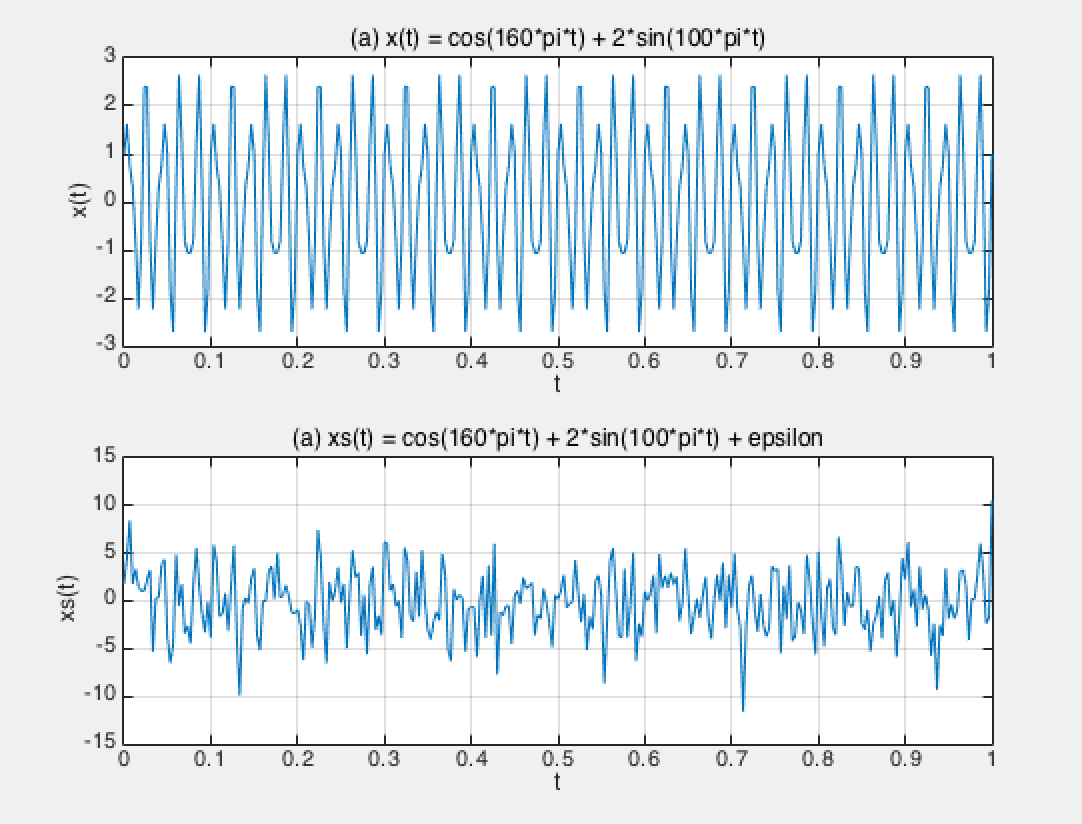 (a) x(t) = cos(160*pi*t) + 2*sin(100*pi*t)
3
2
1
0
-1
-2
-3
x(t)
0 0.1 0.2 0.3 0.4 0.5 0.6 0.7 0.8 0.9 1
t
(a) xs(t) = cos(160*pi*t) + 2*sin(100*pi*t) + epsilon
15
10
5
0
-5
-10
-15
xs(t)
0 0.1 0.2 0.3 0.4 0.5 0.6 0.7 0.8 0.9 1
t